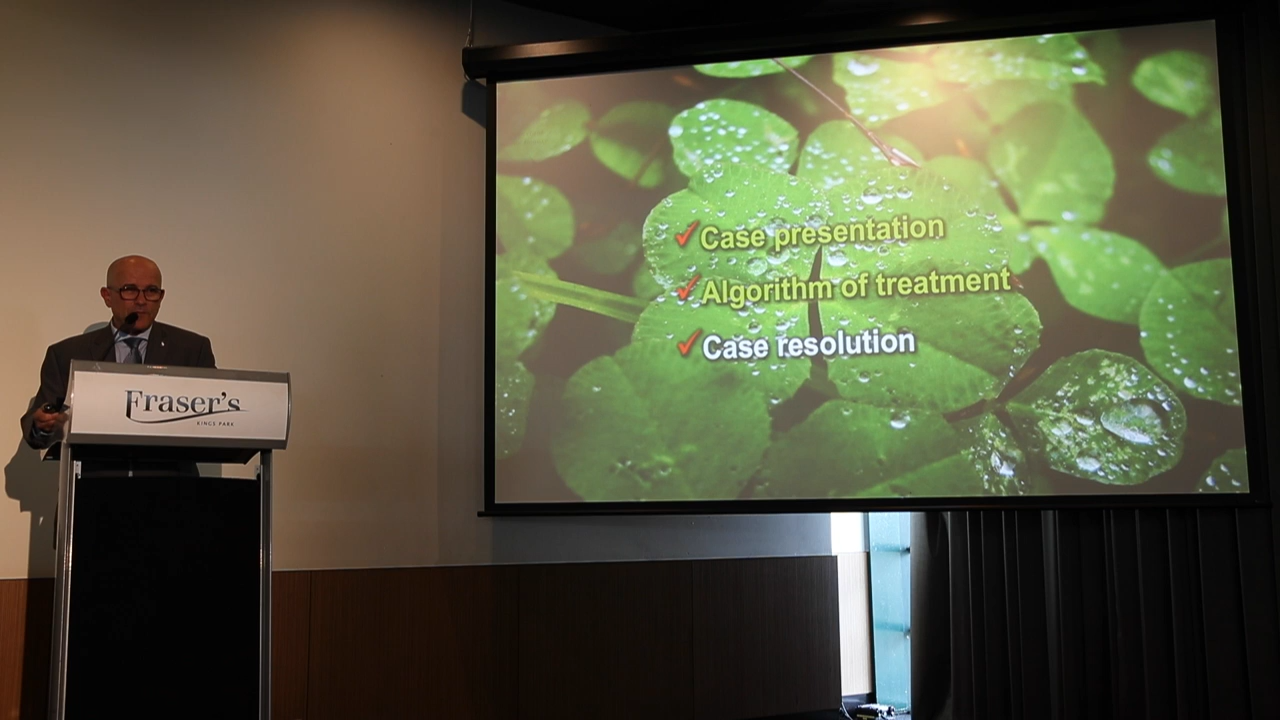 Fraser's
KINGS PARK
Case presentation
Algorithm of treatment
Case resolution